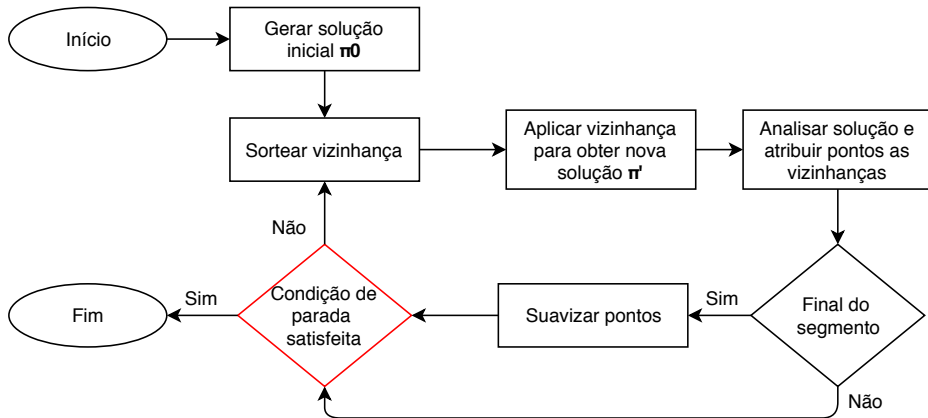 Início
Gerar solução
inicial π0
Sortear vizinhança
Aplicar vizinhança
para obter nova
solução π'
Analisar solução e
atribuir pontos as
vizinhanças
Não
Fim
Sim
Condição de
parada
satisfeita
Suavizar pontos
Sim
Final do
segmento
Não